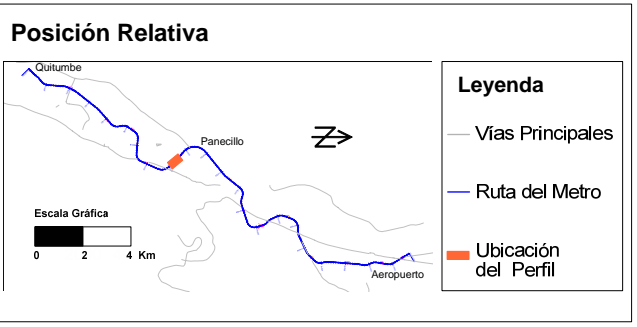 Posición Relativa
Quitumbe
Panecillo
Z
Escala Gráfica
0 2 4 Km
Aeropuerto
Leyenda
Vías Principales
Ruta del Metro
Ubicación
del Perfil